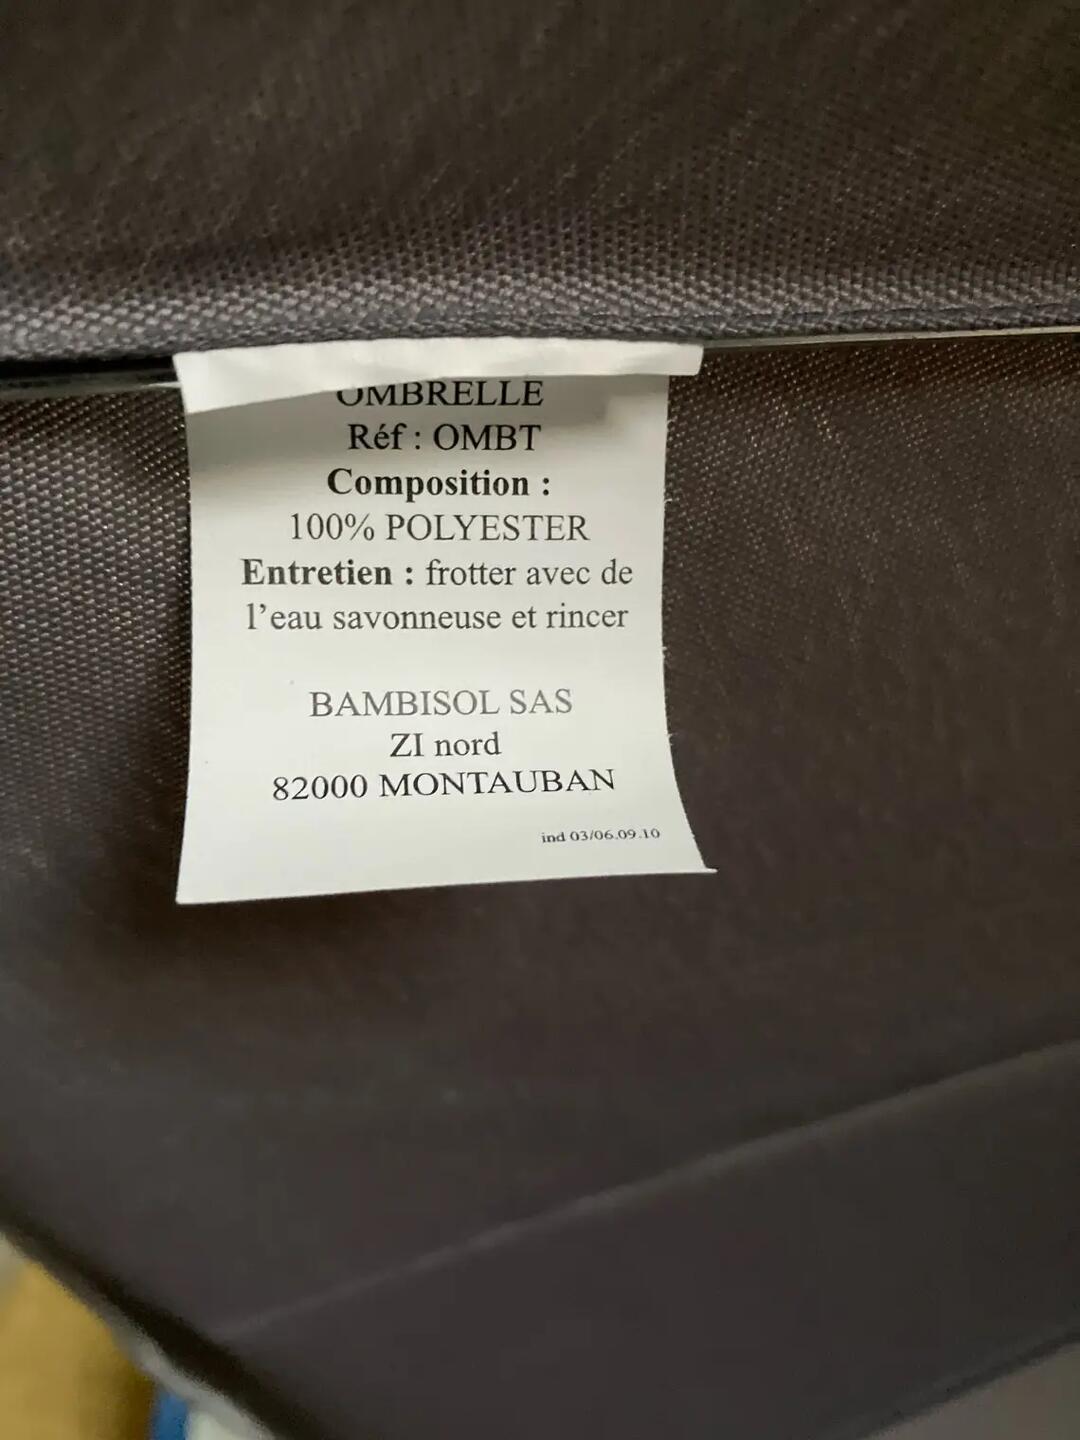 OMBRELLE
Réf : OMBT
Composition :
100% POLYESTER
Entretien : frotter avec de
l’eau savonneuse et rincer
BAMBISOL SAS
ZI nord
82000 MONTAUBAN
ind 03/06.09.10